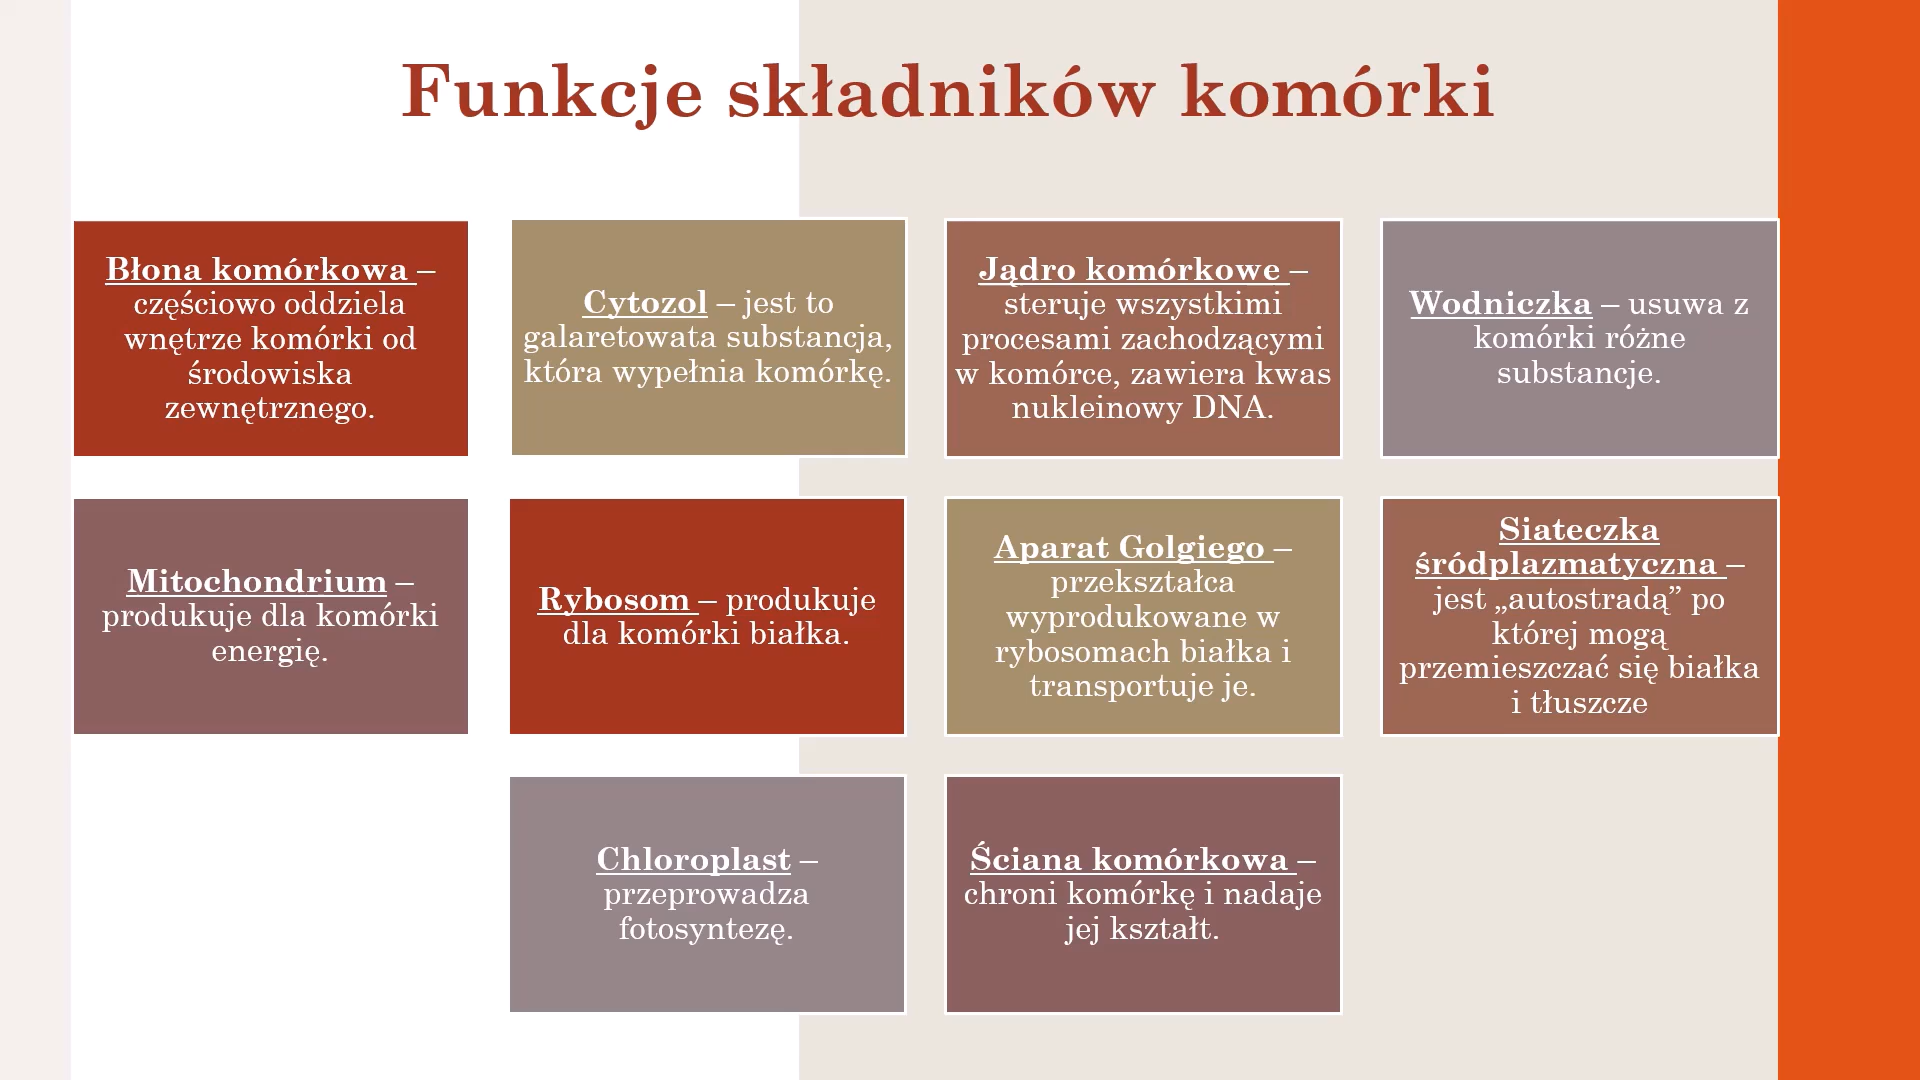 Funkcje składników komórki
Błona komórkowa –
częściowo oddziela
wnętrze komórki od
środowiska
zewnętrznego.
Cytozol – jest to
galaretowata substancja,
która wypełnia komórkę.
Jądro komórkowe –
steruje wszystkimi
procesami zachodzącymi
w komórce, zawiera kwas
nukleinowy DNA.
Wodniczka – usuwa z
komórki różne
substancje.
Mitochondrium –
produkuje dla komórki
energię.
Rybosom – produkuje
dla komórki białka.
Aparat Golgiego –
przekształca
wyprodukowane w
rybosomach białka i
transportuje je.
Siateczka
śródplazmatyczna –
jest „autostradą” po
której mogą
przemieszczać się białka
i tłuszcze
Chloroplast –
przeprowadza
fotosyntezę.
Ściana komórkowa –
chroni komórkę i nadaje
jej kształt.